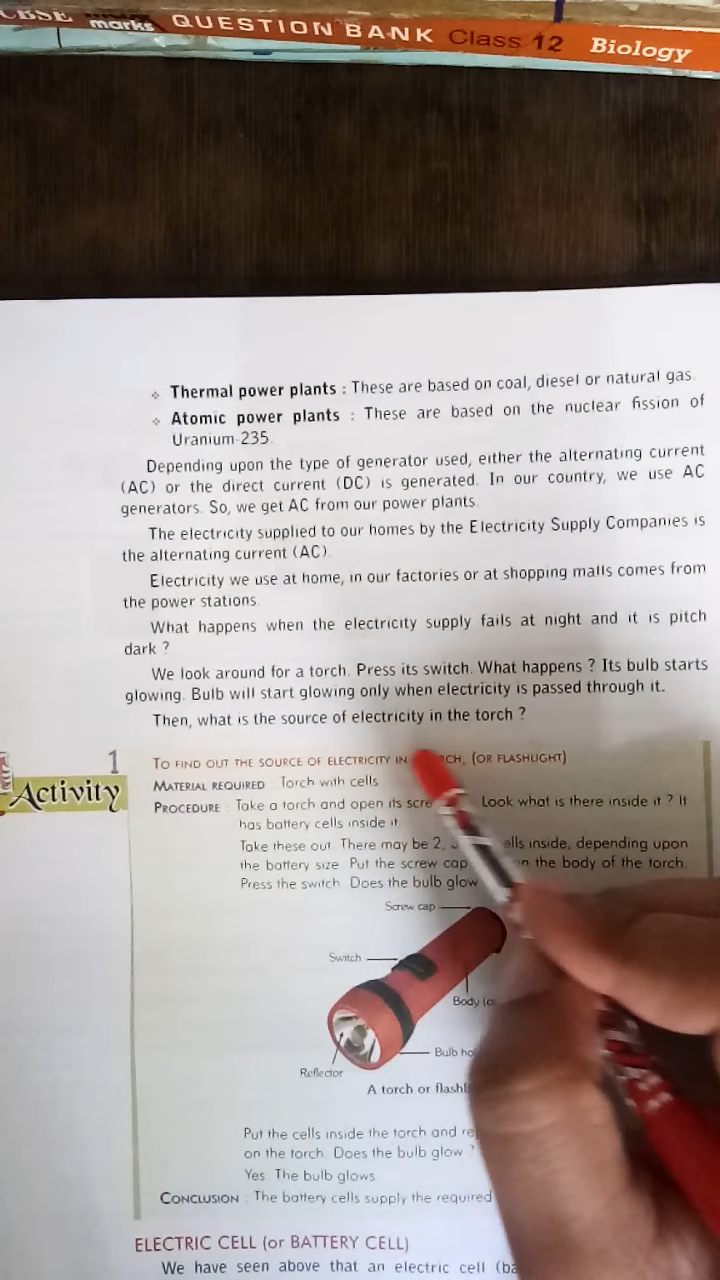 CBSE marks QUESTION BANK Class 12 Biology
❖ Thermal power plants : These are based on coal, diesel or natural gas.
❖ Atomic power plants : These are based on the nuclear fission of
Uranium-235.
Depending upon the type of generator used, either the alternating current
(AC) or the direct current (DC) is generated. In our country, we use AC
generators. So, we get AC from our power plants.
The electricity supplied to our homes by the Electricity Supply Companies is
the alternating current (AC).
Electricity we use at home, in our factories or at shopping malls comes from
the power stations.
What happens when the electricity supply fails at night and it is pitch
dark ?
We look around for a torch. Press its switch. What happens ? Its bulb starts
glowing. Bulb will start glowing only when electricity is passed through it.
Then, what is the source of electricity in the torch ?
1
Activity
TO FIND OUT THE SOURCE OF ELECTRICITY IN (OR FLASHLIGHT).
MATERIAL REQUIRED : Torch with cells
PROCEDURE : Take a torch and open its Look what is there inside it ? It
has battery cells inside it.
Take these out. There may be 2, inside, depending upon
the battery size. Put the screw cap the body of the torch.
Press the switch. Does the bulb glow
Screw cap
Switch
Body
Bulb
Reflector
A torch or
Put the cells inside the torch and
on the torch. Does the bulb glow ?
Yes. The bulb glows.
CONCLUSION : The battery cells supply the required
ELECTRIC CELL (or BATTERY CELL)
We have seen above that an electric cell